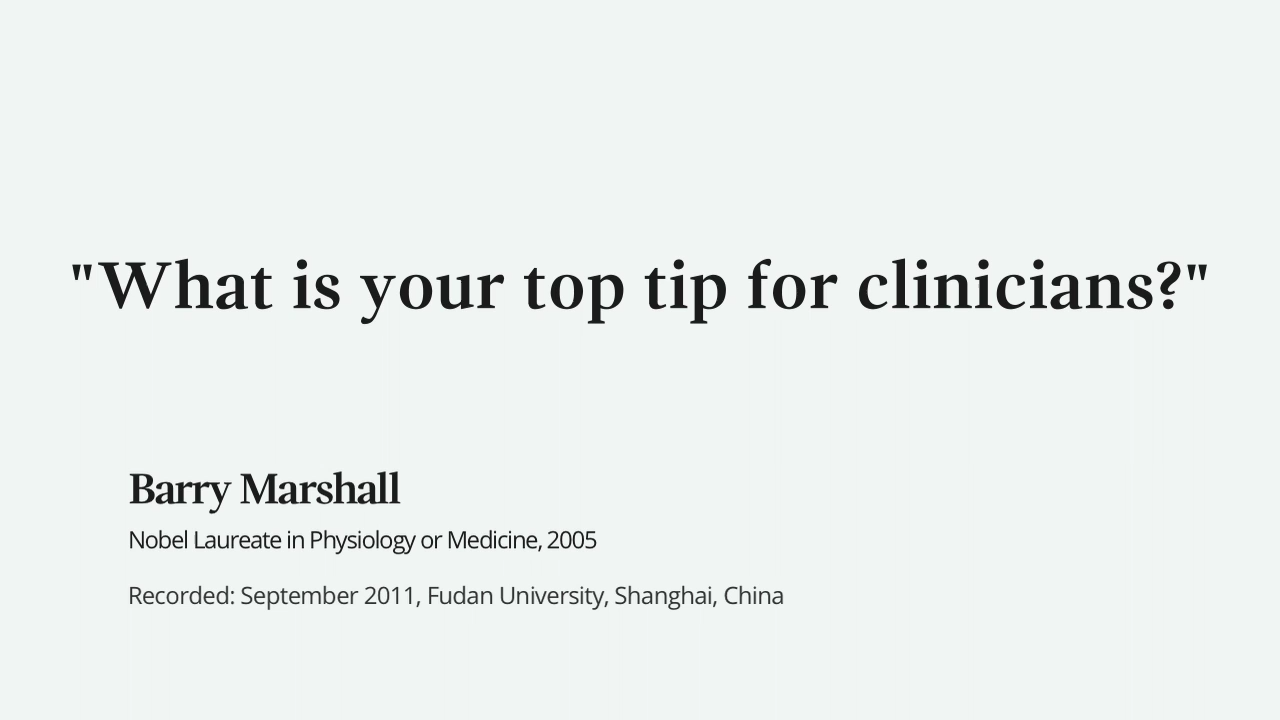 "What is your top tip for clinicians?"
Barry Marshall
Nobel Laureate in Physiology or Medicine, 2005
Recorded: September 2011, Fudan University, Shanghai, China